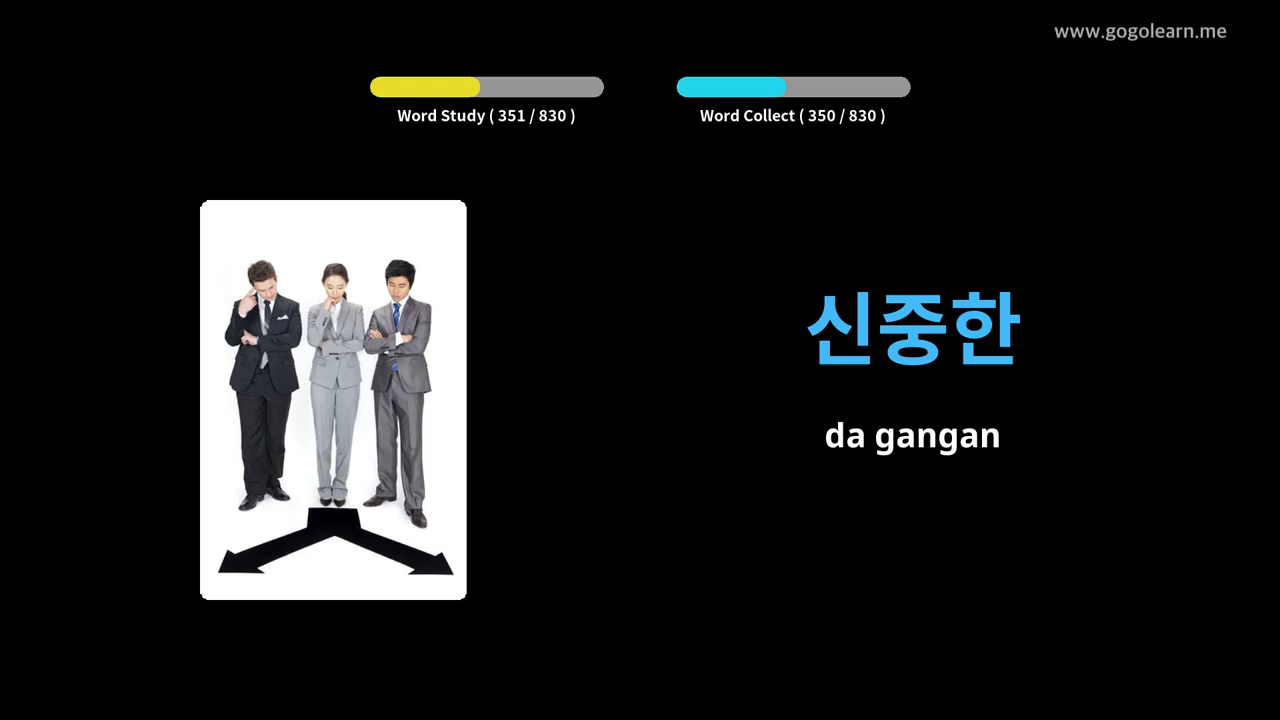 www.gogolearn.me
Word Study ( 351 / 830 )
Word Collect ( 350 / 830 )
신중한
da gangan